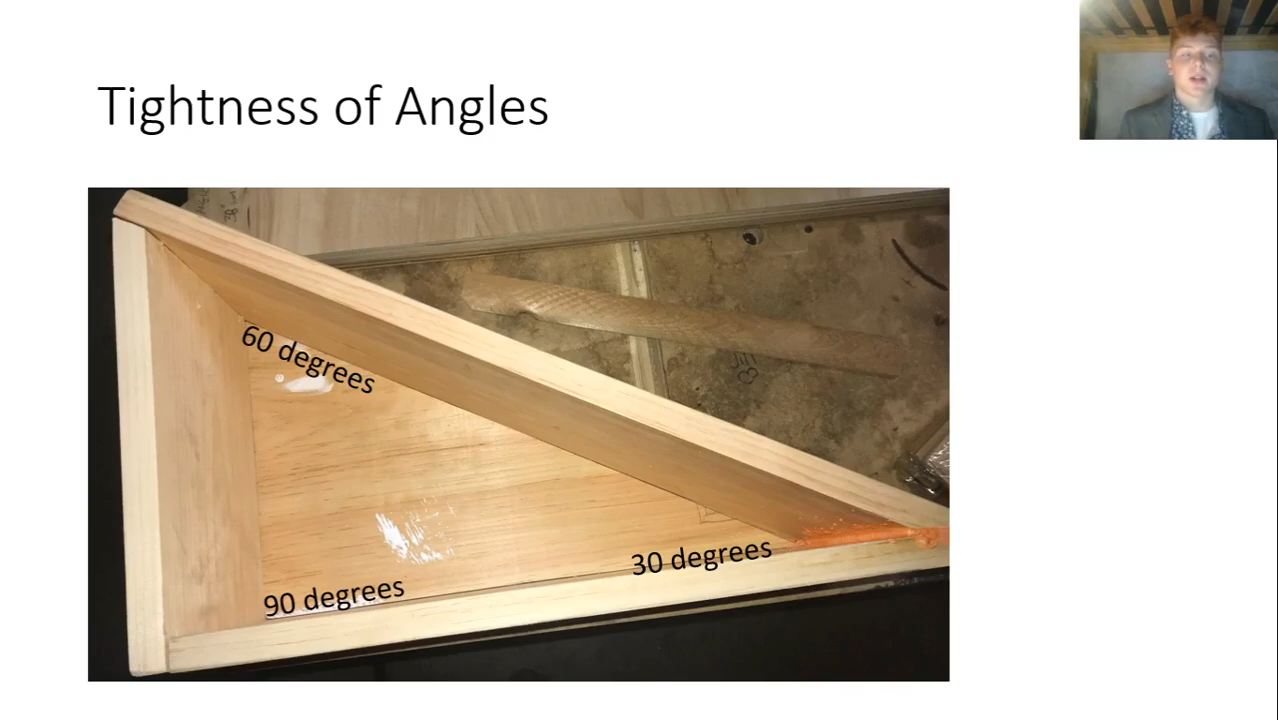 Tightness of Angles
60 degrees
30 degrees
90 degrees